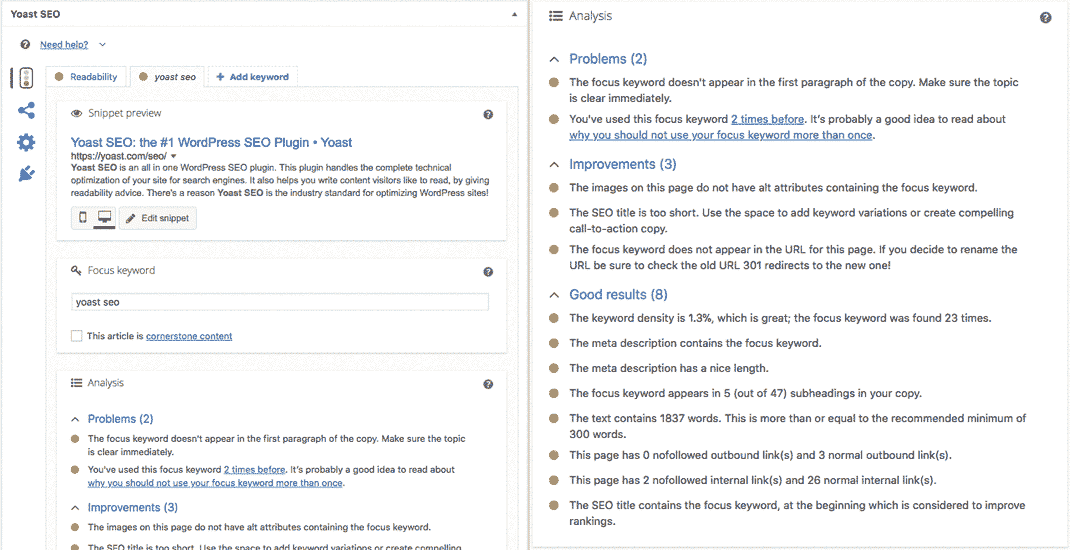 Yoast SEO
Need help?
Readability
yoast seo
Add keyword
Snippet preview
Yoast SEO: the #1 WordPress SEO Plugin • Yoast
https://yoast.com/seo/
Yoast SEO is an all in one WordPress SEO plugin. This plugin handles the complete technical
optimization of your site for search engines. It also helps you write content visitors like to read, by giving
readability advice. There's a reason Yoast SEO is the industry standard for optimizing WordPress sites!
Edit snippet
Focus keyword
yoast seo
This article is cornerstone content
Analysis
Problems (2)
The focus keyword doesn't appear in the first paragraph of the copy. Make sure the topic
is clear immediately.
You've used this focus keyword 2 times before. It's probably a good idea to read about
why you should not use your focus keyword more than once.
Improvements (3)
The images on this page do not have alt attributes containing the focus keyword.
The SEO title is too short. Use the space to add keyword variations or create compelling
Analysis
Problems (2)
The focus keyword doesn't appear in the first paragraph of the copy. Make sure the topic
is clear immediately.
You've used this focus keyword 2 times before. It's probably a good idea to read about
why you should not use your focus keyword more than once.
Improvements (3)
The images on this page do not have alt attributes containing the focus keyword.
The SEO title is too short. Use the space to add keyword variations or create compelling
call-to-action copy.
The focus keyword does not appear in the URL for this page. If you decide to rename the
URL be sure to check the old URL 301 redirects to the new one!
Good results (8)
The keyword density is 1.3%, which is great; the focus keyword was found 23 times.
The meta description contains the focus keyword.
The meta description has a nice length.
The focus keyword appears in 5 (out of 47) subheadings in your copy.
The text contains 1837 words. This is more than or equal to the recommended minimum of
300 words.
This page has 0 nofollowed outbound link(s) and 3 normal outbound link(s).
This page has 2 nofollowed internal link(s) and 26 normal internal link(s).
The SEO title contains the focus keyword, at the beginning which is considered to improve
rankings.